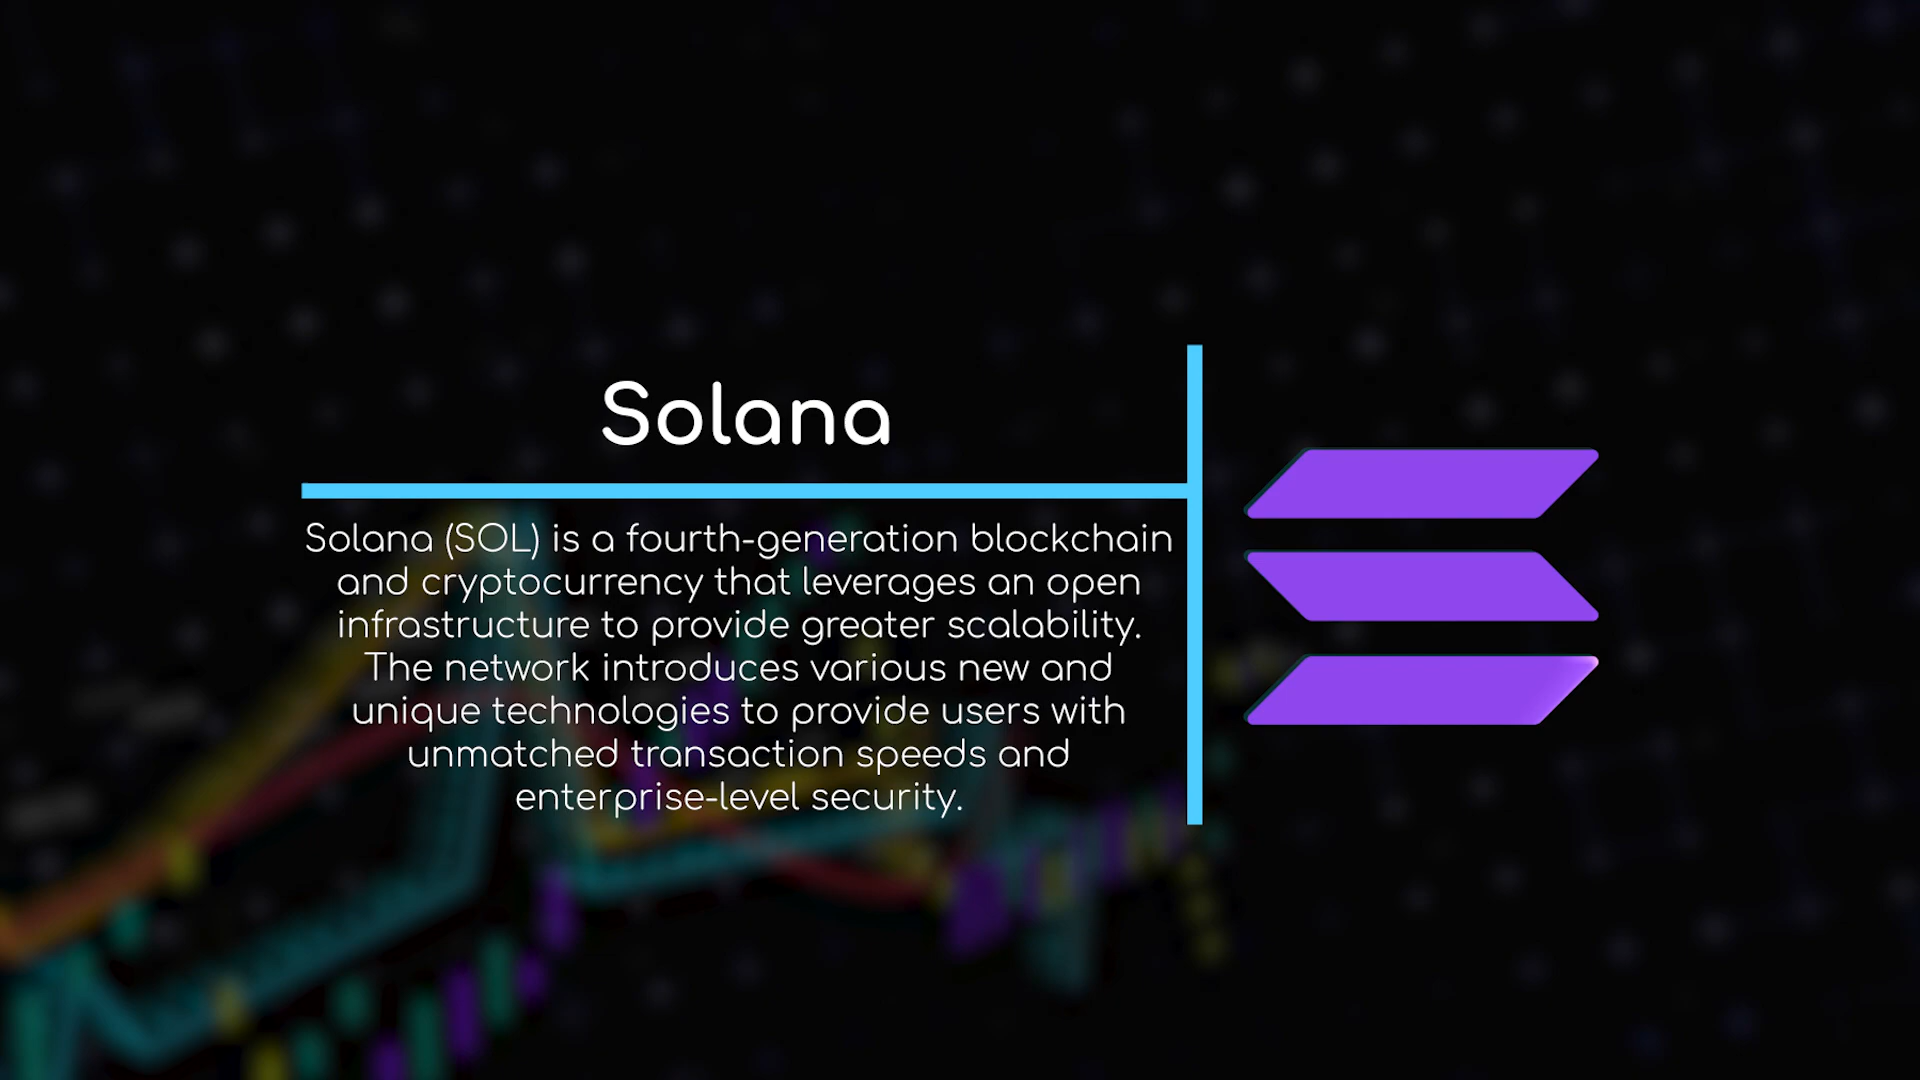 Solana
Solana (SOL) is a fourth-generation blockchain
and cryptocurrency that leverages an open
infrastructure to provide greater scalability.
The network introduces various new and
unique technologies to provide users with
unmatched transaction speeds and
enterprise-level security.